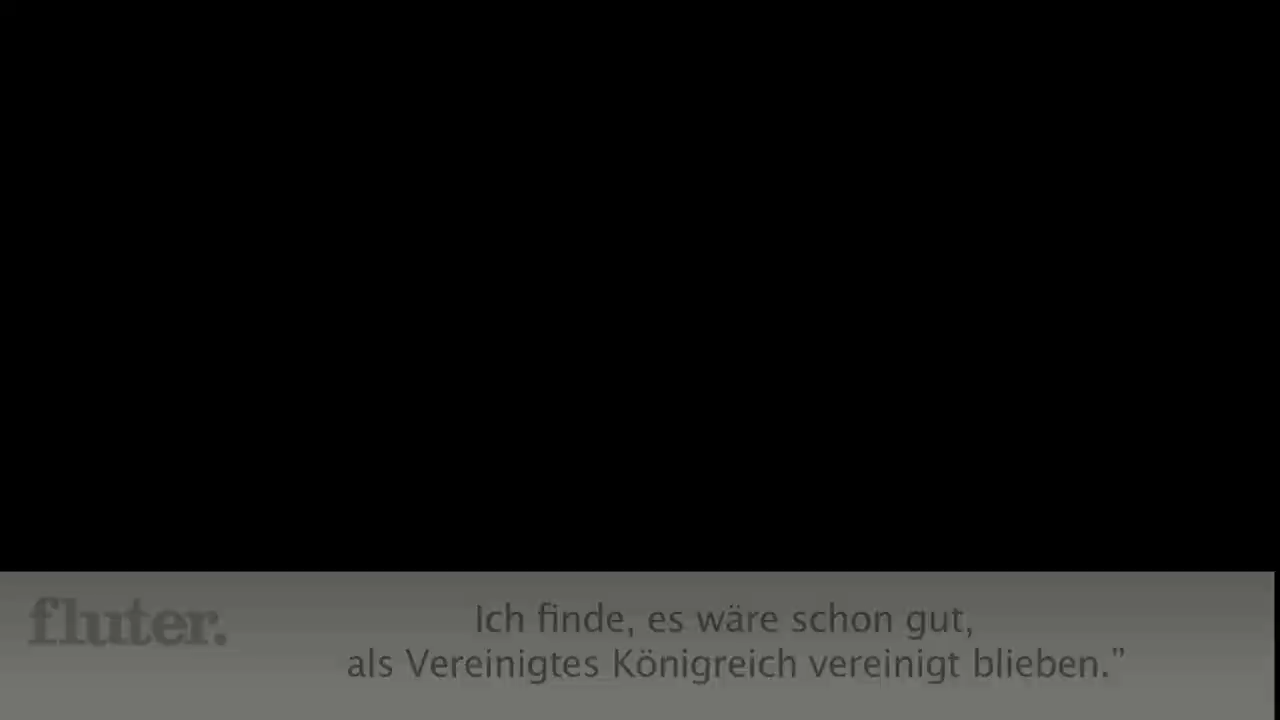 fluter.
Ich finde, es wäre schon gut,
als Vereinigtes Königreich vereinigt blieben.”